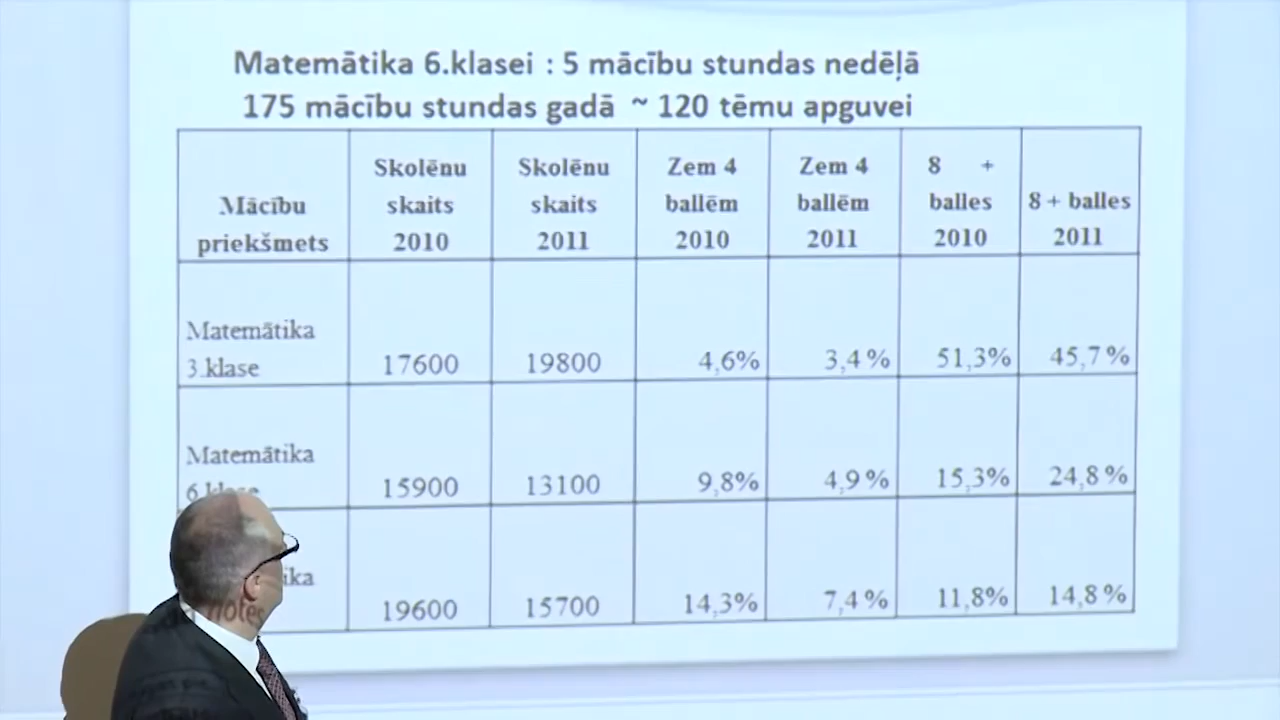 Matemātika 6.klasei : 5 mācību stundas nedēļā
175 mācību stundas gadā ~ 120 tēmu apguvei
Mācību priekšmets | Skolēnu skaits 2010 | Skolēnu skaits 2011 | Zem 4 ballēm 2010 | Zem 4 ballēm 2011 | 8 + balles 2010 | 8 + balles 2011
Matemātika 3.klase | 17600 | 19800 | 4,6% | 3,4% | 51,3% | 45,7%
Matemātika 6.klase | 15900 | 13100 | 9,8% | 4,9% | 15,3% | 24,8%
19600 | 15700 | 14,3% | 7,4% | 11,8% | 14,8%